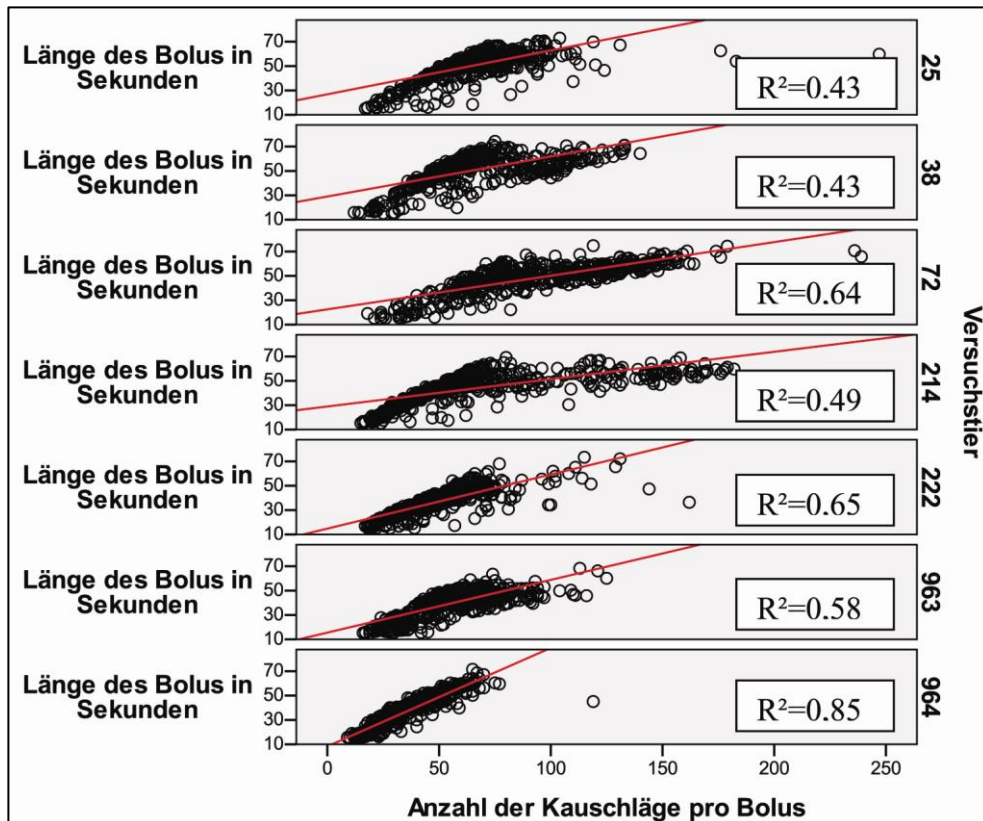 Länge des Bolus in
Sekunden
70
50
30
10
R²=0.43
25
Länge des Bolus in
Sekunden
70
50
30
10
R²=0.43
38
Länge des Bolus in
Sekunden
70
50
30
10
R²=0.64
72
Länge des Bolus in
Sekunden
70
50
30
10
R²=0.49
214
Länge des Bolus in
Sekunden
70
50
30
10
R²=0.65
222
Länge des Bolus in
Sekunden
70
50
30
10
R²=0.58
963
Länge des Bolus in
Sekunden
70
50
30
10
R²=0.85
964
Versuchstier
0 50 100 150 200 250
Anzahl der Kauschläge pro Bolus